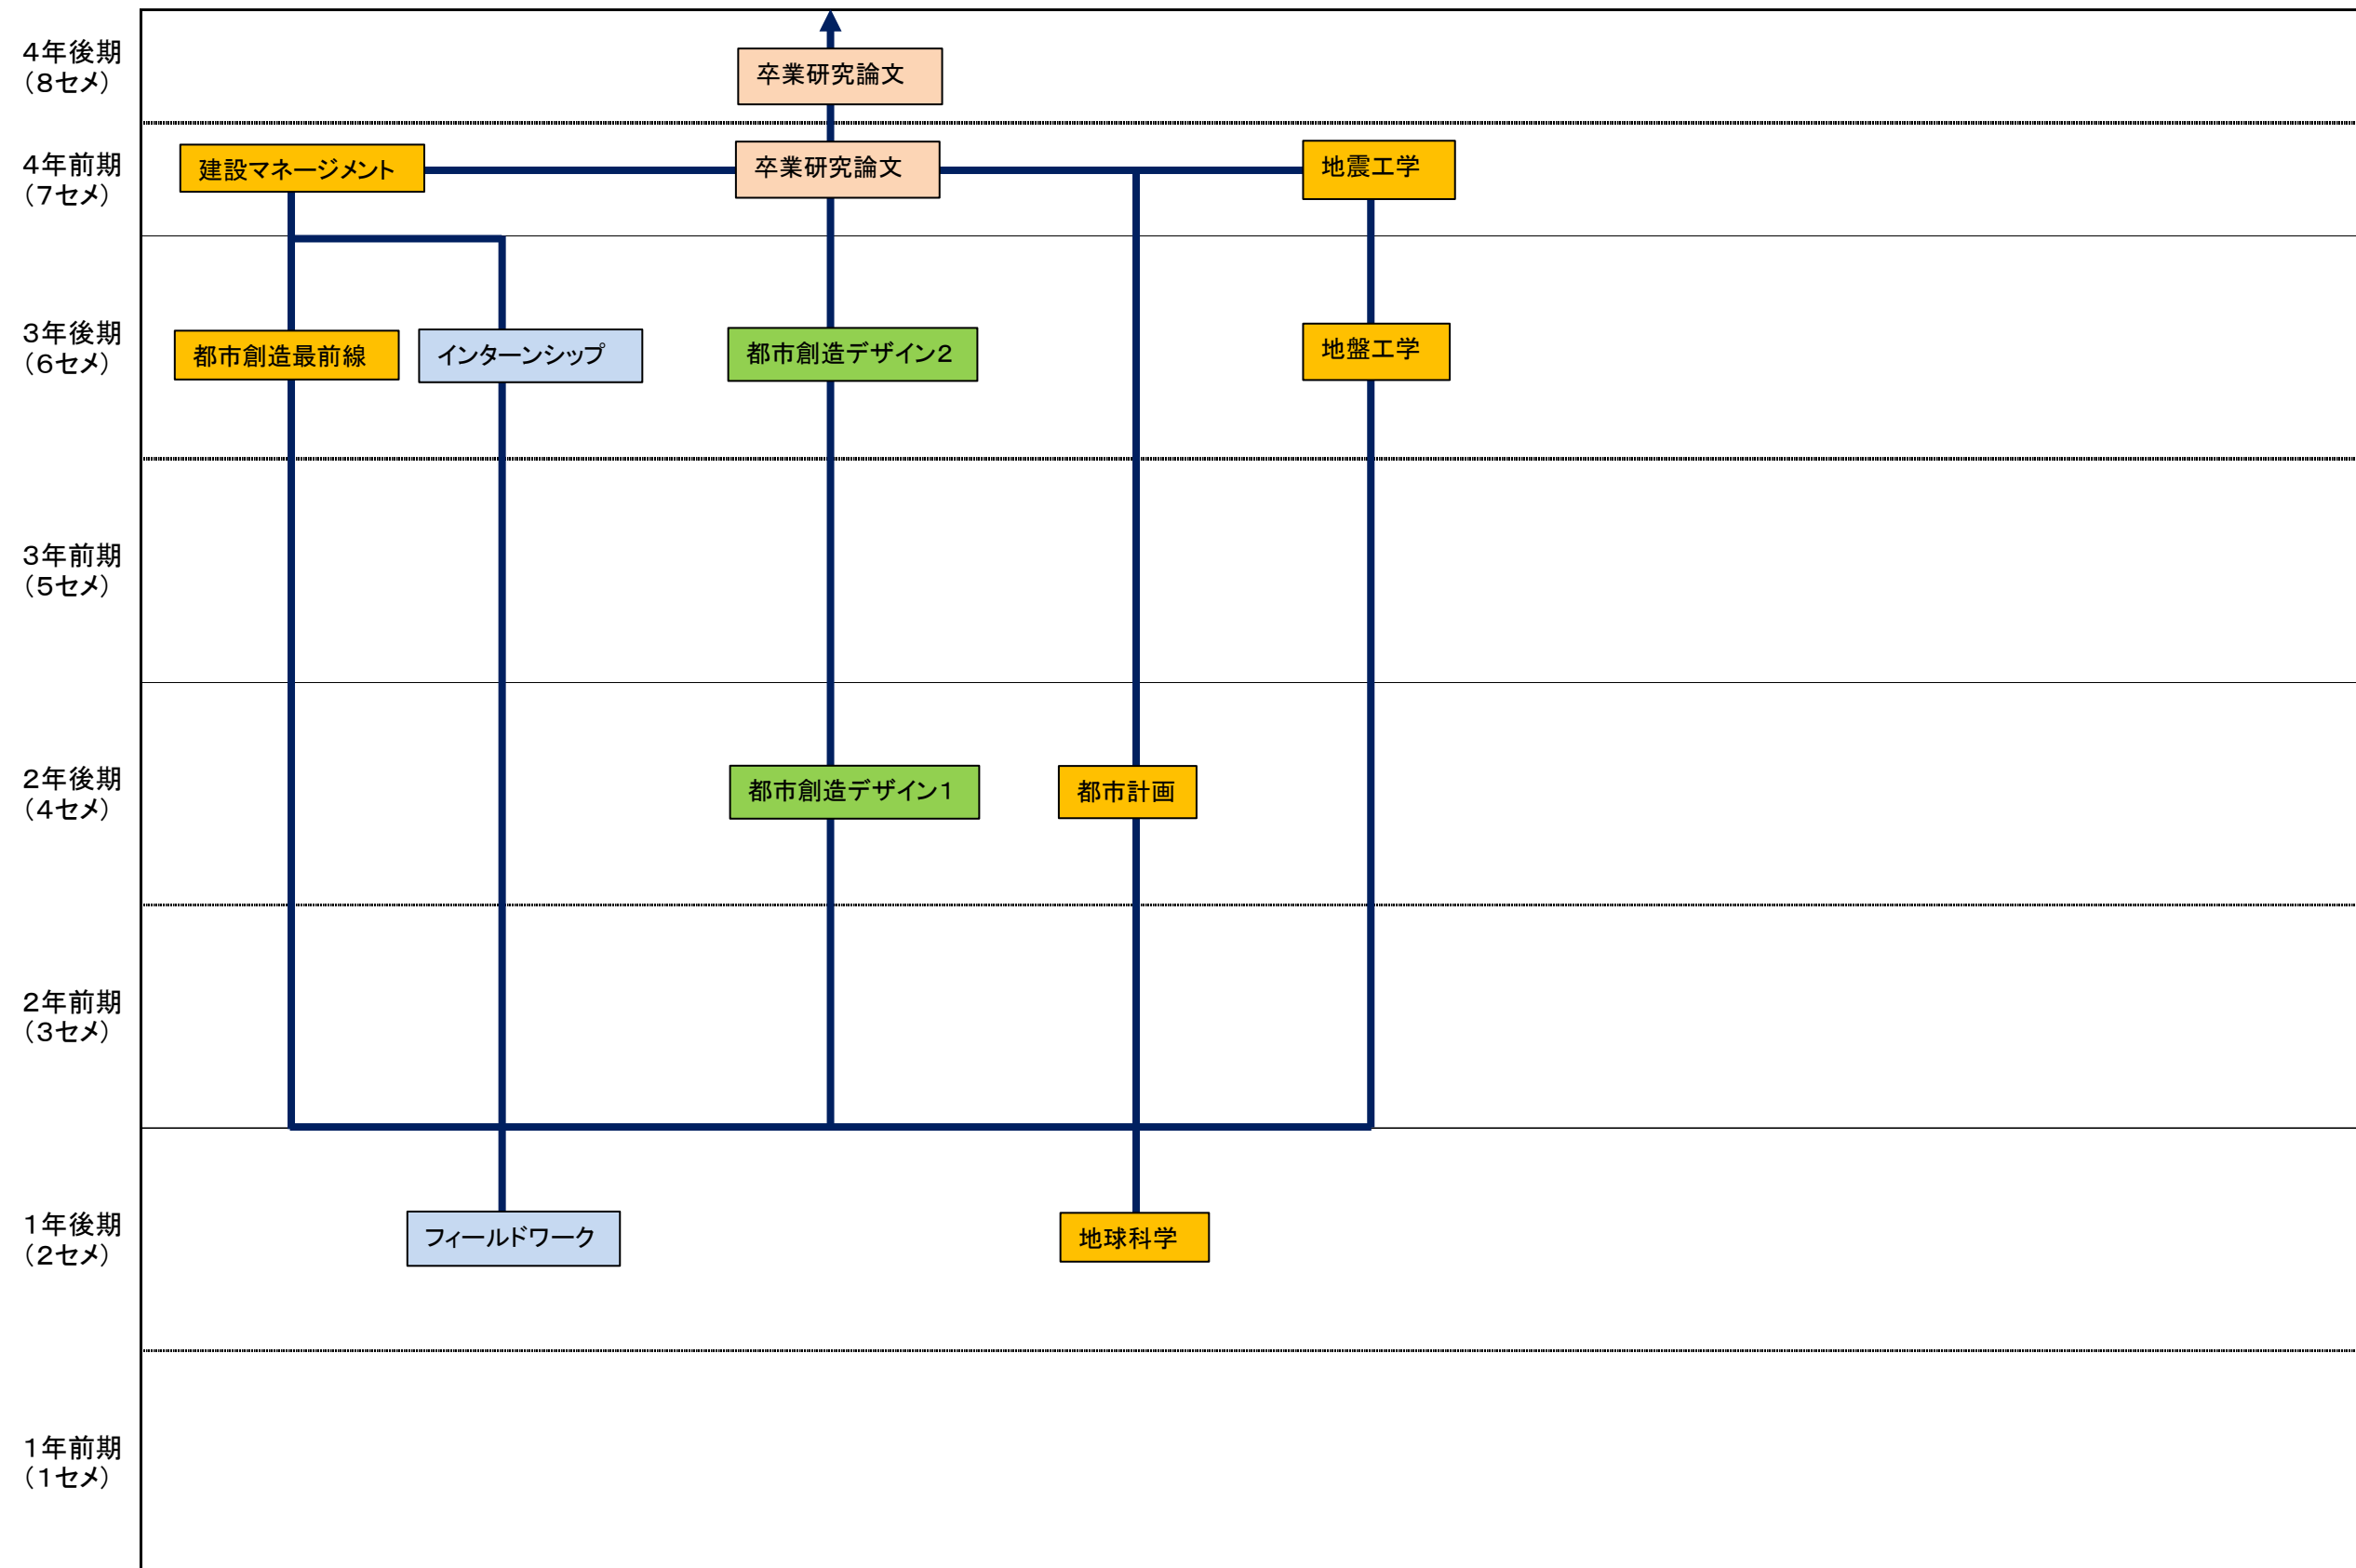 ４年後期
（８セメ）
卒業研究論文
４年前期
（７セメ）
建設マネージメント
卒業研究論文
地震工学
３年後期
（６セメ）
都市創造最前線
インターンシップ
都市創造デザイン２
地盤工学
３年前期
（５セメ）
２年後期
（４セメ）
都市創造デザイン１
都市計画
２年前期
（３セメ）
１年後期
（２セメ）
フィールドワーク
地球科学
１年前期
（１セメ）